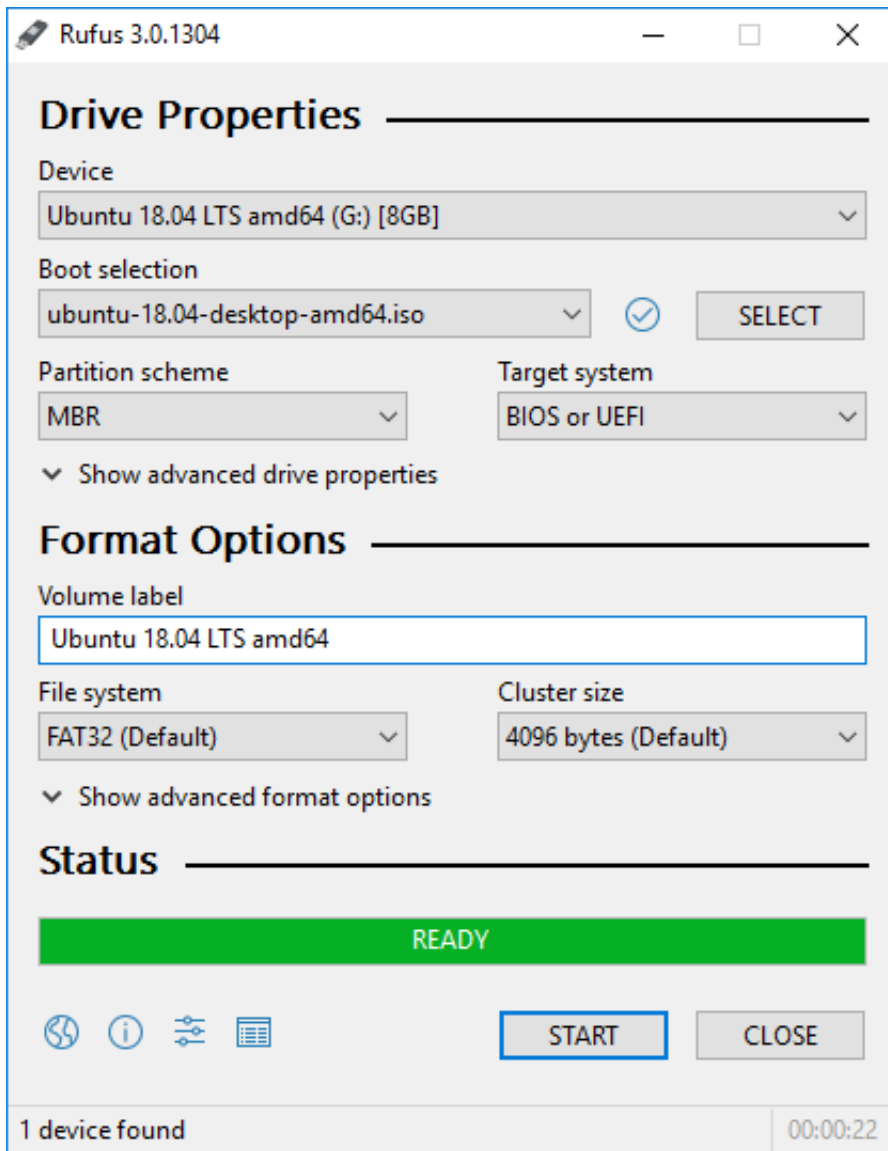 Rufus 3.0.1304
Drive Properties
Device
Ubuntu 18.04 LTS amd64 (G:) [8GB]
Boot selection
ubuntu-18.04-desktop-amd64.iso
SELECT
Partition scheme
Target system
MBR
BIOS or UEFI
Show advanced drive properties
Format Options
Volume label
Ubuntu 18.04 LTS amd64
File system
Cluster size
FAT32 (Default)
4096 bytes (Default)
Show advanced format options
Status
READY
START
CLOSE
1 device found
00:00:22